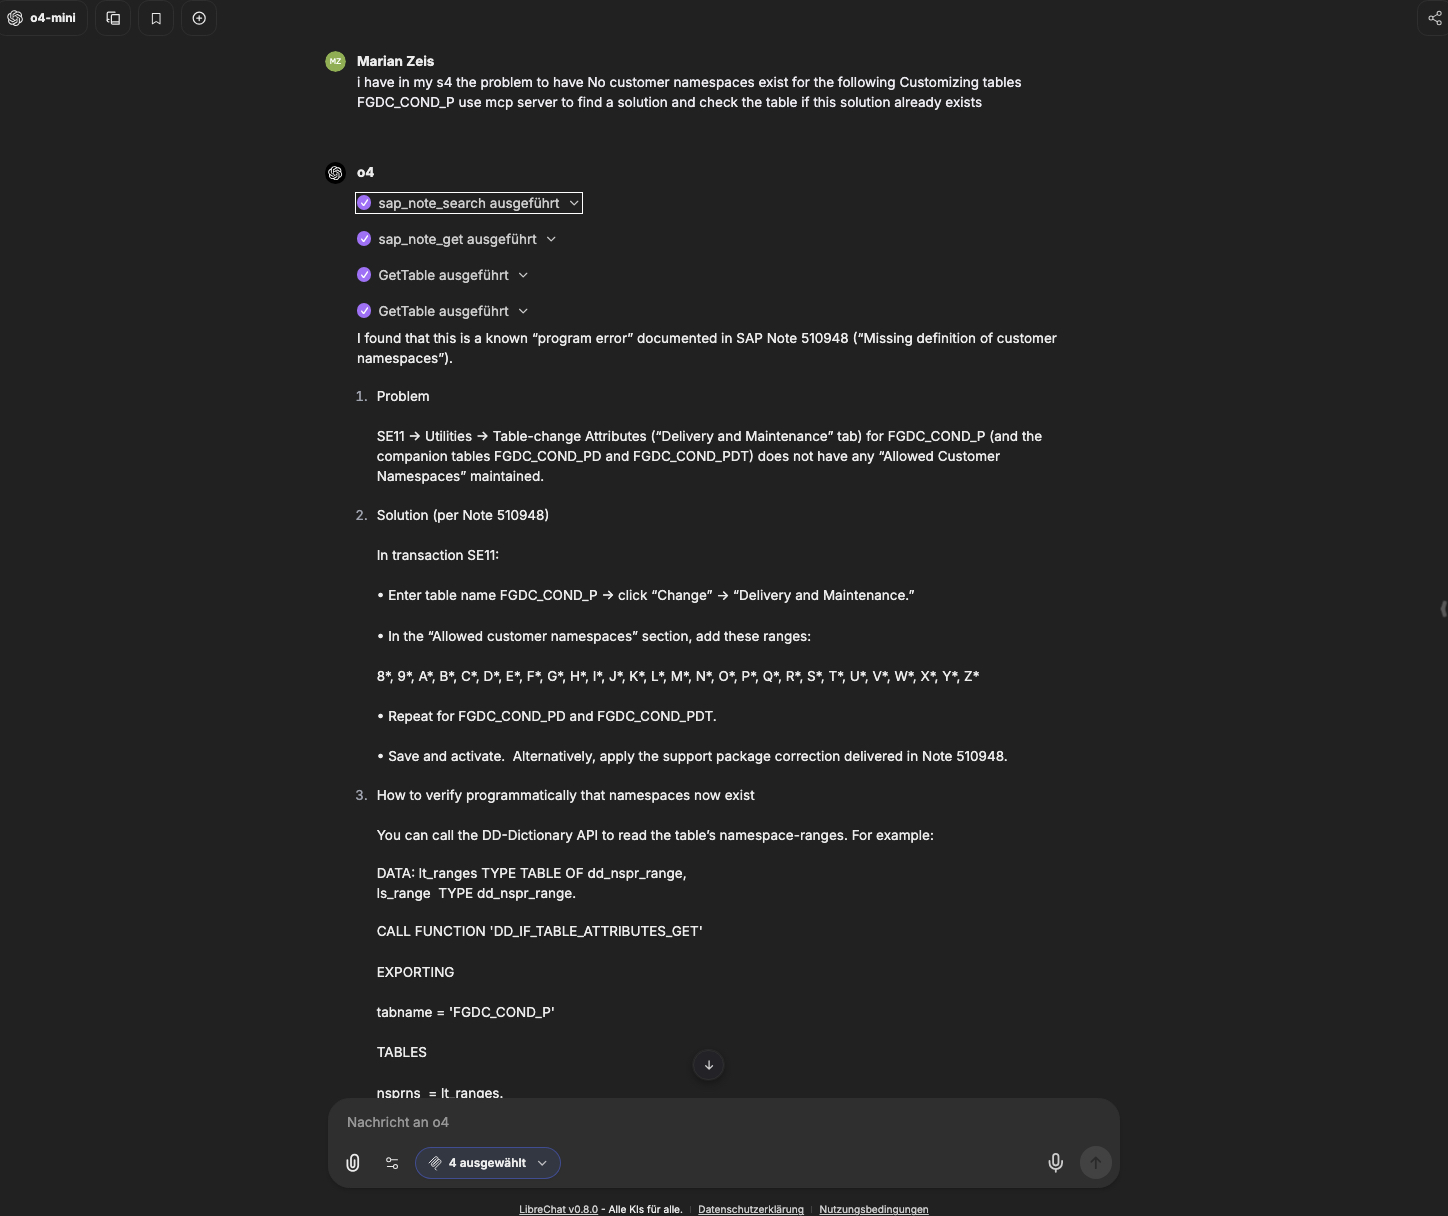 o4-mini
MZ
Marian Zeis
i have in my s4 the problem to have No customer namespaces exist for the following Customizing tables
FGDC_COND_P use mcp server to find a solution and check the table if this solution already exists
o4
sap_note_search ausgeführt
sap_note_get ausgeführt
GetTable ausgeführt
GetTable ausgeführt
I found that this is a known “program error” documented in SAP Note 510948 (“Missing definition of customer
namespaces”).
1. Problem
SE11 → Utilities → Table-change Attributes (“Delivery and Maintenance” tab) for FGDC_COND_P (and the
companion tables FGDC_COND_PD and FGDC_COND_PDT) does not have any “Allowed Customer
Namespaces” maintained.
2. Solution (per Note 510948)
In transaction SE11:
• Enter table name FGDC_COND_P → click “Change” → “Delivery and Maintenance.”
• In the “Allowed customer namespaces” section, add these ranges:
8*, 9*, A*, B*, C*, D*, E*, F*, G*, H*, I*, J*, K*, L*, M*, N*, O*, P*, Q*, R*, S*, T*, U*, V*, W*, X*, Y*, Z*
• Repeat for FGDC_COND_PD and FGDC_COND_PDT.
• Save and activate.  Alternatively, apply the support package correction delivered in Note 510948.
3. How to verify programmatically that namespaces now exist
You can call the DD-Dictionary API to read the table’s namespace-ranges. For example:
DATA: lt_ranges TYPE TABLE OF dd_nspr_range,
ls_range  TYPE dd_nspr_range.
CALL FUNCTION 'DD_IF_TABLE_ATTRIBUTES_GET'
EXPORTING
tabname = 'FGDC_COND_P'
TABLES
nsprns  = lt_ranges.
Nachricht an o4
4 ausgewählt
LibreChat v0.8.0 - Alle KIs für alle. | Datenschutzerklärung | Nutzungsbedingungen